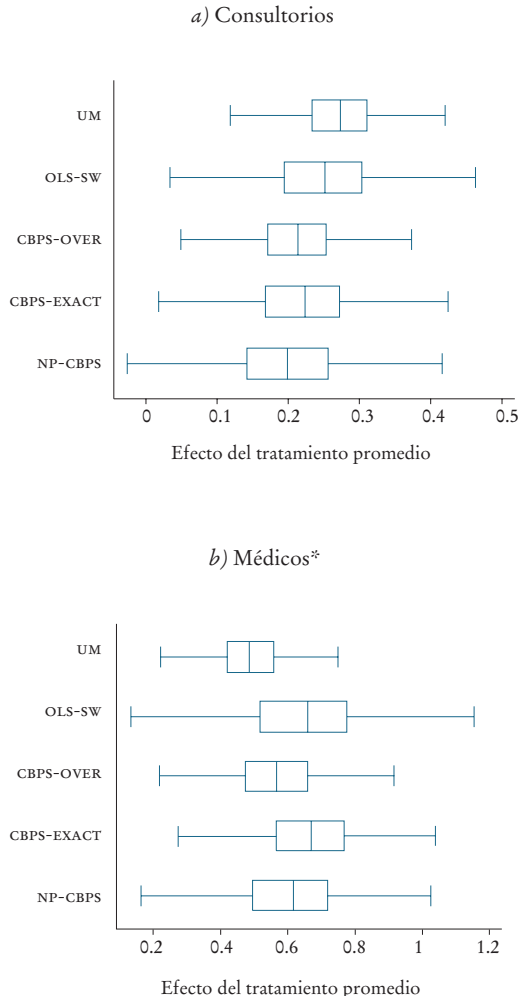 a) Consultorios
UM
OLS-SW
CBPS-OVER
CBPS-EXACT
NP-CBPS
0 0.1 0.2 0.3 0.4 0.5
Efecto del tratamiento promedio
b) Médicos*
UM
OLS-SW
CBPS-OVER
CBPS-EXACT
NP-CBPS
0.2 0.4 0.6 0.8 1 1.2
Efecto del tratamiento promedio